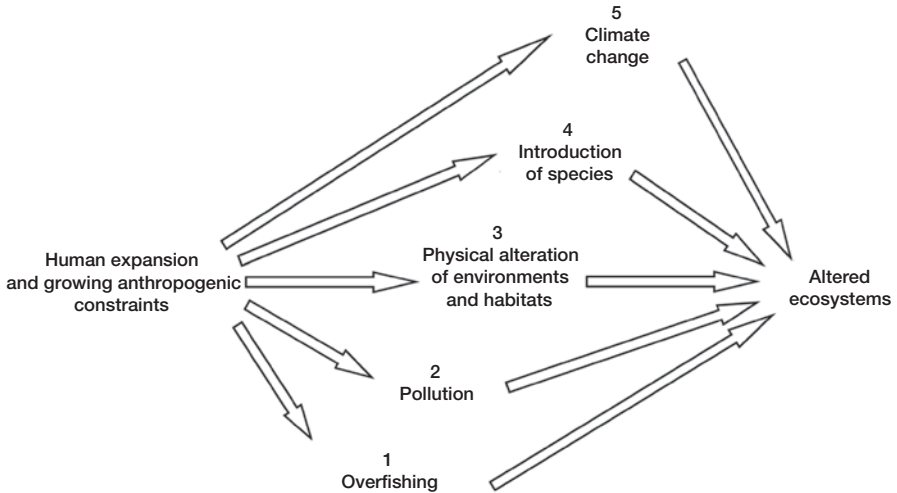 5
Climate
change
4
Introduction
of species
3
Physical alteration
of environments
and habitats
Human expansion
and growing anthropogenic
constraints
Altered
ecosystems
2
Pollution
1
Overfishing